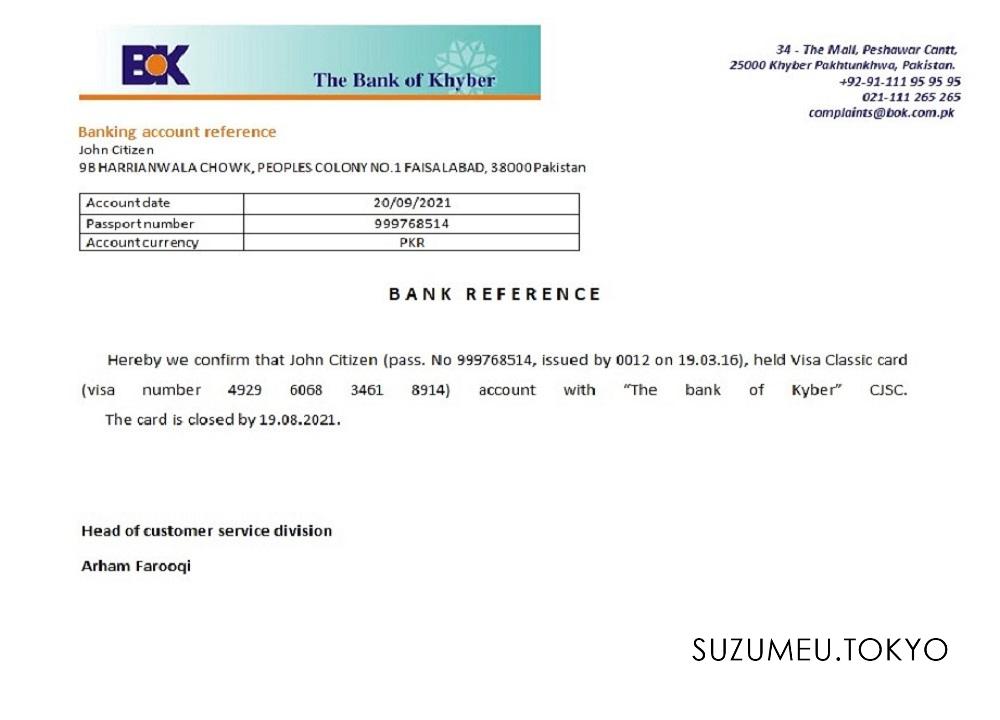 BOK
The Bank of Khyber
34 - The Mall, Peshawar Cantt,
25000 Khyber Pakhtunkhwa, Pakistan.
+92-91-111 95 95 95
021-111 265 265
complaints@bok.com.pk
Banking account reference
John Citizen
9B HARRIANWALA CHOWK, PEOPLES COLONY NO.1 FAISALABAD, 38000 Pakistan
Account date 20/09/2021
Passport number 999768514
Account currency PKR
BANK REFERENCE
Hereby we confirm that John Citizen (pass. No 999768514, issued by 0012 on 19.03.16), held Visa Classic card
(visa number 4929 6068 3461 8914) account with “The bank of Kyber” CJSC.
The card is closed by 19.08.2021.
Head of customer service division
Arham Farooqi
SUZUMEU.TOKYO